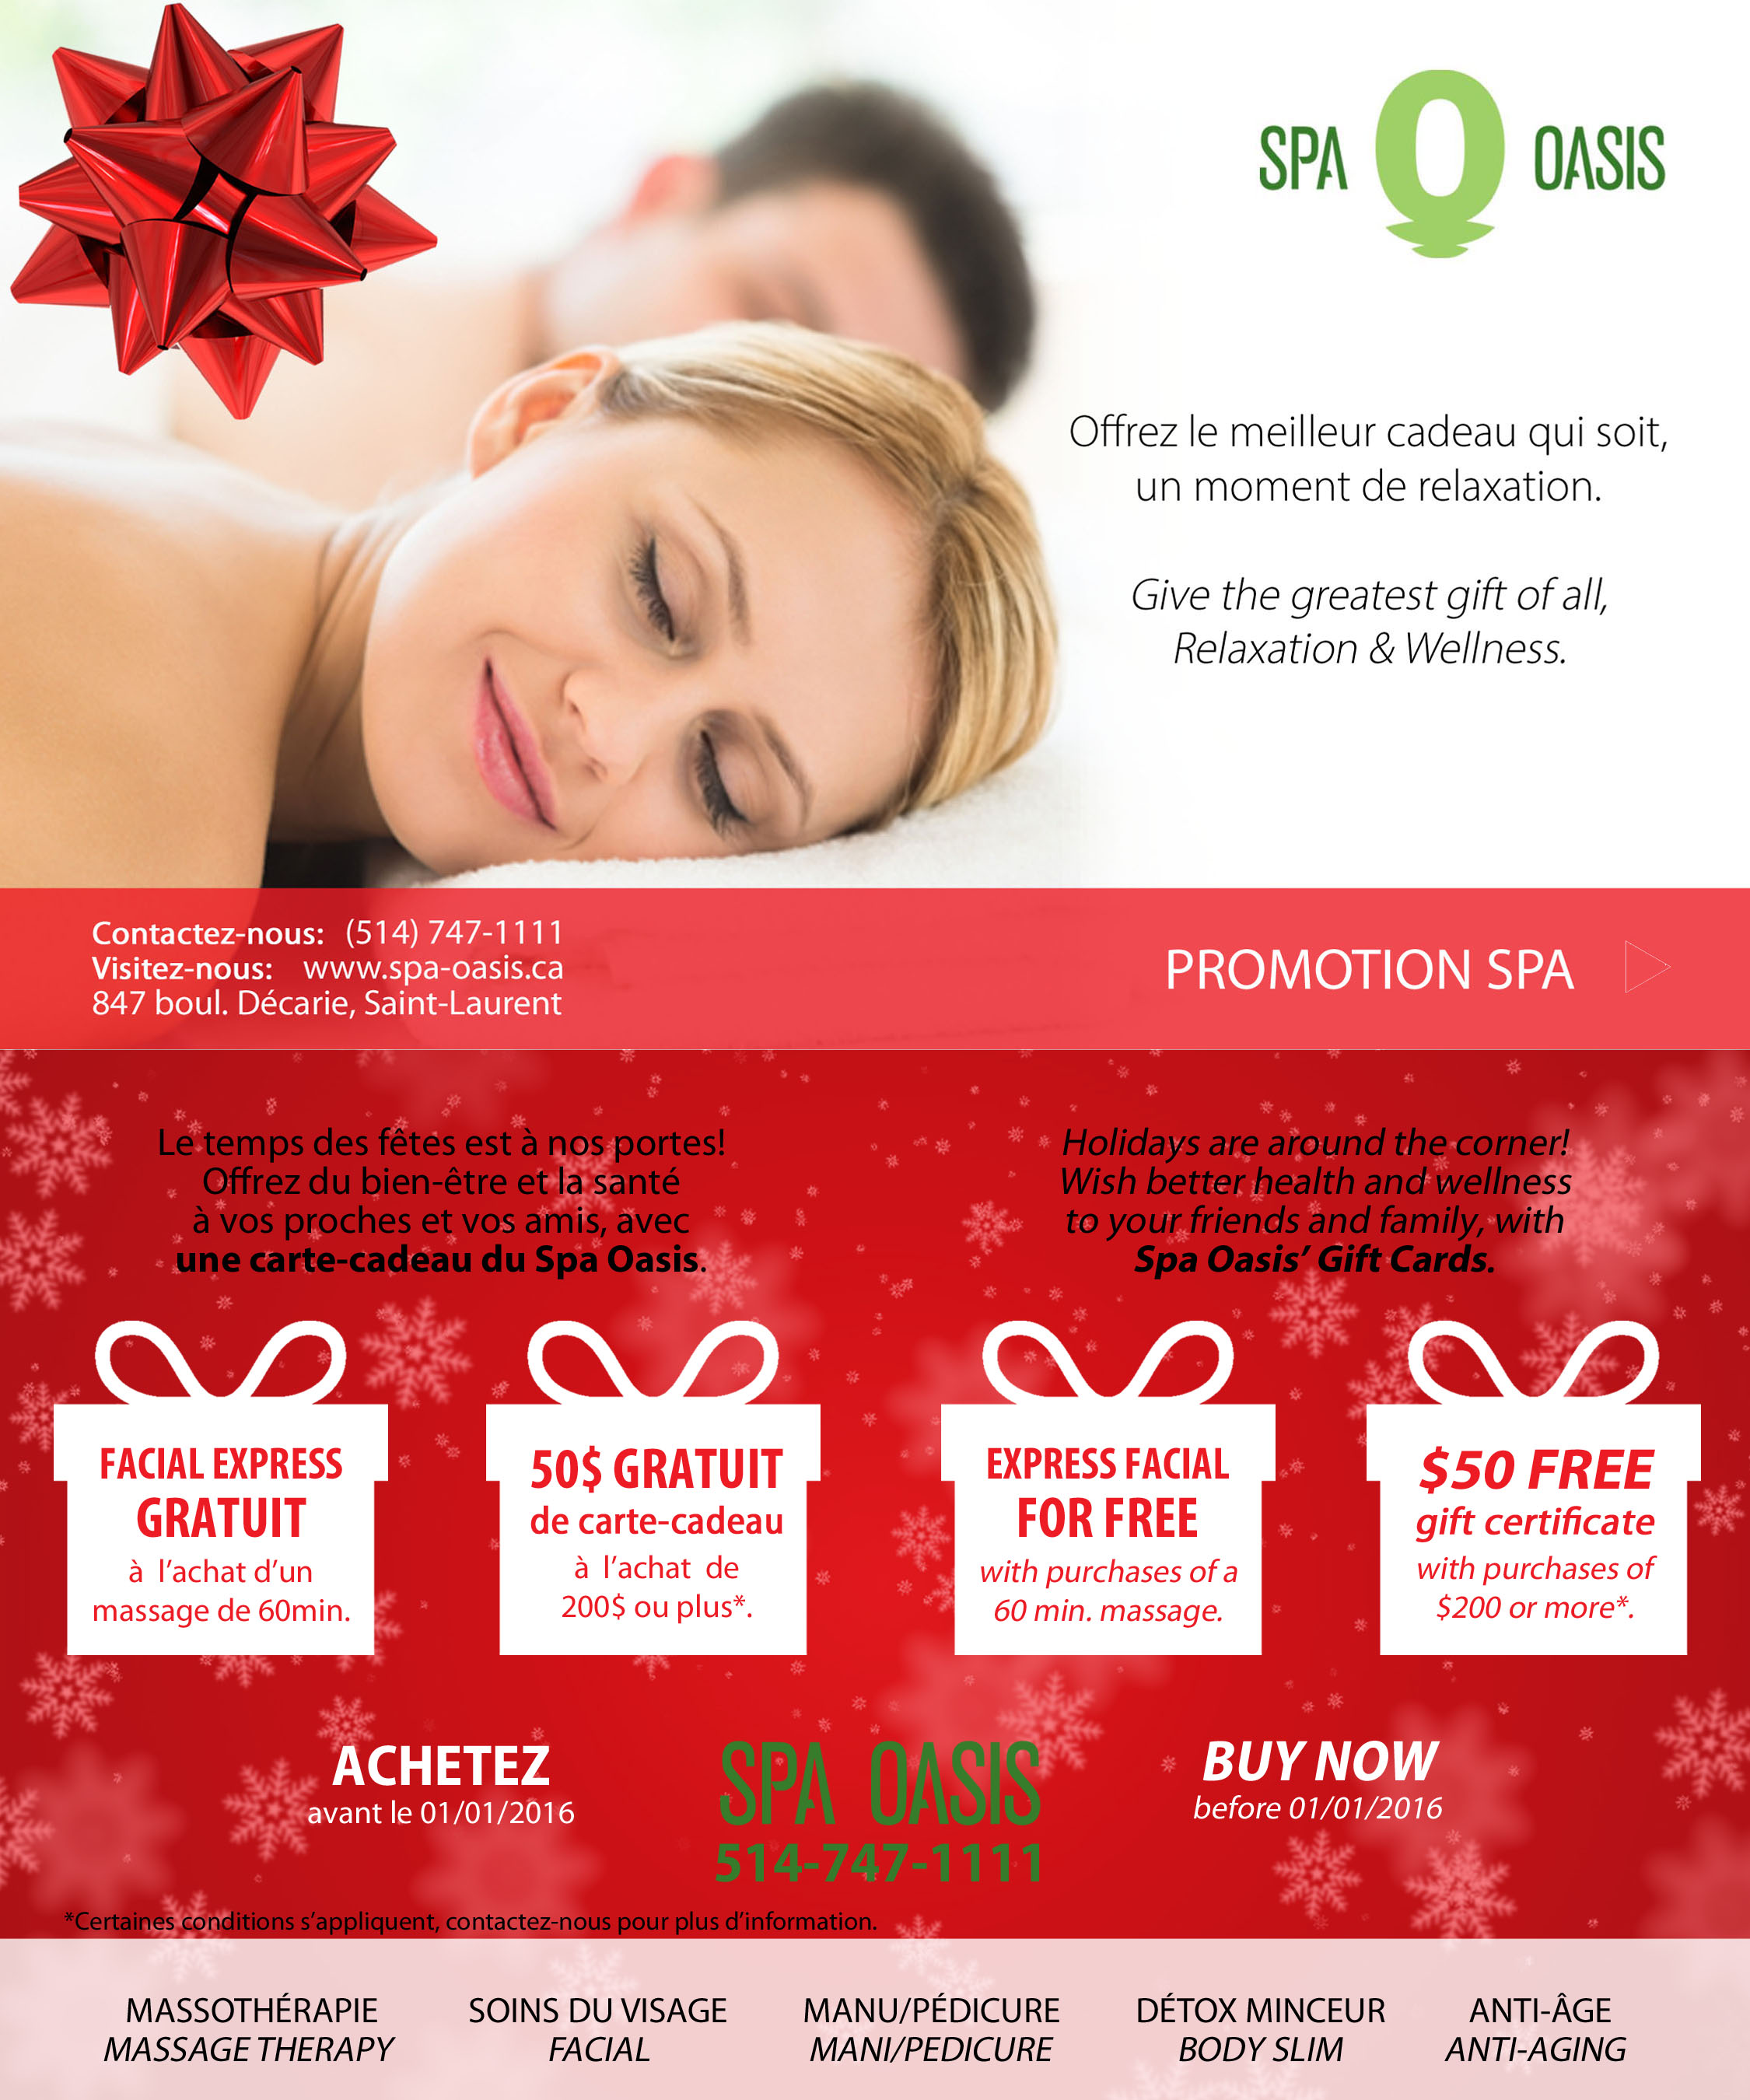 SPA OASIS
Offrez le meilleur cadeau qui soit,
un moment de relaxation.
Give the greatest gift of all,
Relaxation & Wellness.
Contactez-nous: (514) 747-1111
Visitez-nous: www.spa-oasis.ca
847 boul. Décarie, Saint-Laurent
PROMOTION SPA
Le temps des fêtes est à nos portes!
Offrez du bien-être et la santé
à vos proches et vos amis, avec
une carte-cadeau du Spa Oasis.
Holidays are around the corner!
Wish better health and wellness
to your friends and family, with
Spa Oasis’ Gift Cards.
FACIAL EXPRESS
GRATUIT
à l’achat d’un
massage de 60min.
50$ GRATUIT
de carte-cadeau
à l’achat de
200$ ou plus*.
EXPRESS FACIAL
FOR FREE
with purchases of a
60 min. massage.
$50 FREE
gift certificate
with purchases of
$200 or more*.
ACHETEZ
avant le 01/01/2016
SPA OASIS
514-747-1111
BUY NOW
before 01/01/2016
*Certaines conditions s’appliquent, contactez-nous pour plus d’information.
MASSOTHÉRAPIE
MASSAGE THERAPY
SOINS DU VISAGE
FACIAL
MANU/PÉDICURE
MANI/PEDICURE
DÉTOX MINCEUR
BODY SLIM
ANTI-ÂGE
ANTI-AGING